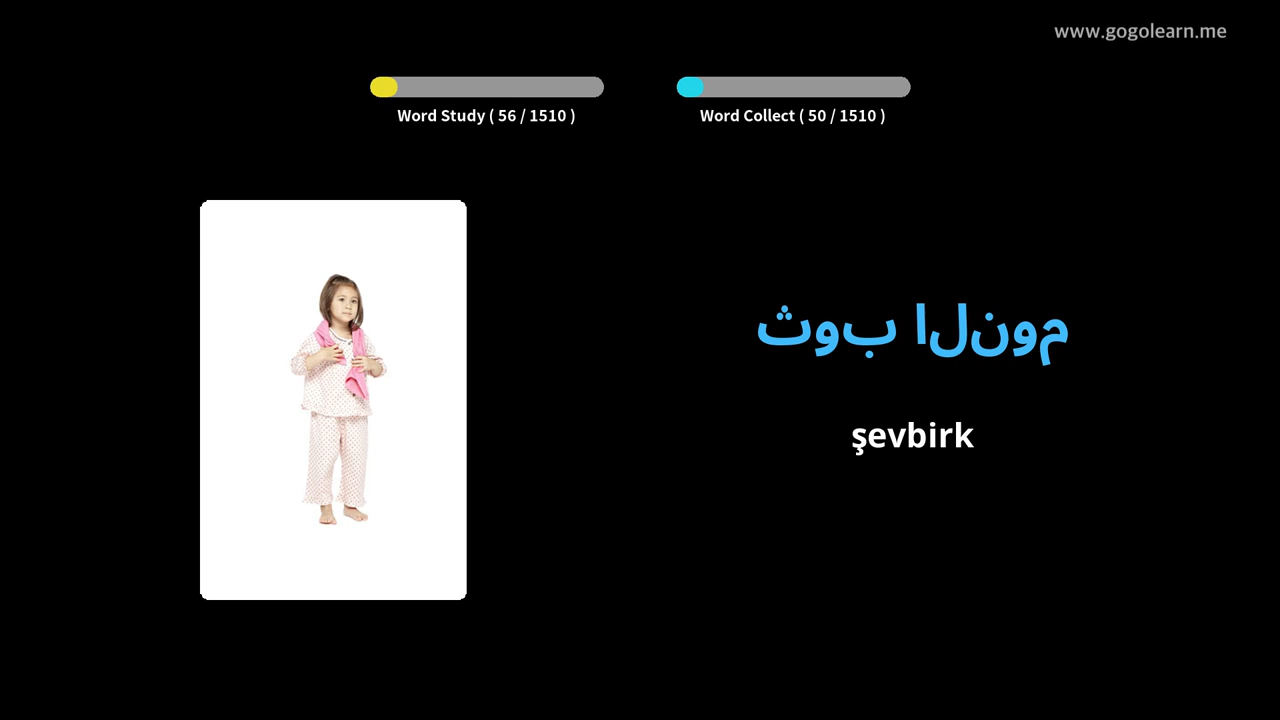 www.gogolearn.me
Word Study ( 56 / 1510 )
Word Collect ( 50 / 1510 )
ثوب النوم
şevbirk